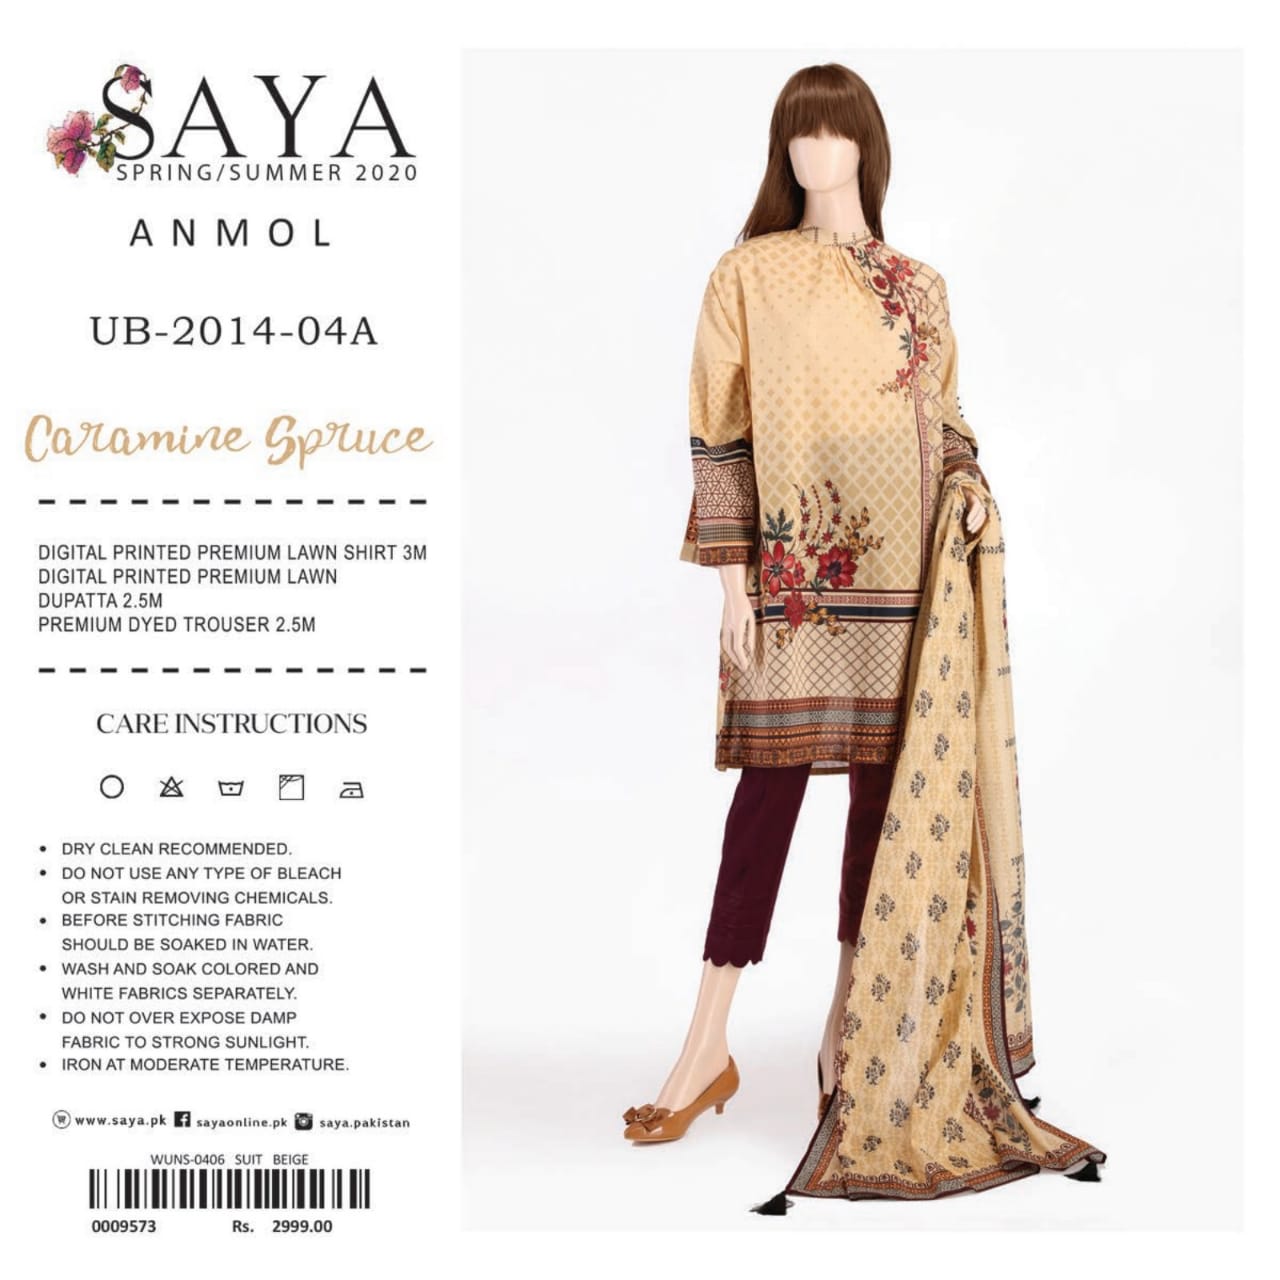 SAYA
SPRING/SUMMER 2020
ANMOL
UB-2014-04A
Caramine Spruce
DIGITAL PRINTED PREMIUM LAWN SHIRT 3M
DIGITAL PRINTED PREMIUM LAWN
DUPATTA 2.5M
PREMIUM DYED TROUSER 2.5M
CARE INSTRUCTIONS
• DRY CLEAN RECOMMENDED.
• DO NOT USE ANY TYPE OF BLEACH
OR STAIN REMOVING CHEMICALS.
• BEFORE STITCHING FABRIC
SHOULD BE SOAKED IN WATER.
• WASH AND SOAK COLORED AND
WHITE FABRICS SEPARATELY.
• DO NOT OVER EXPOSE DAMP
FABRIC TO STRONG SUNLIGHT.
• IRON AT MODERATE TEMPERATURE.
www.saya.pk sayaonline.pk saya.pakistan
WUNS-0406 SUIT BEIGE
0009573 Rs. 2999.00